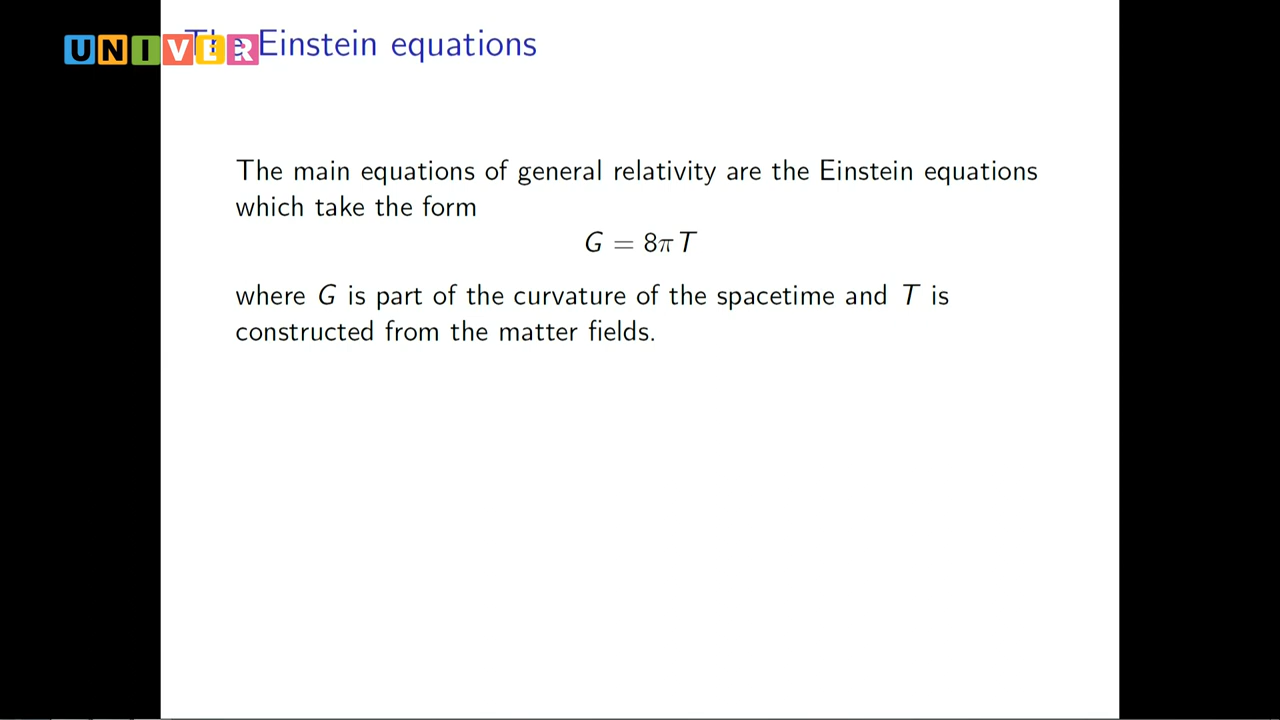 UNIVER
The Einstein equations
The main equations of general relativity are the Einstein equations
which take the form
G = 8πT
where G is part of the curvature of the spacetime and T is
constructed from the matter fields.